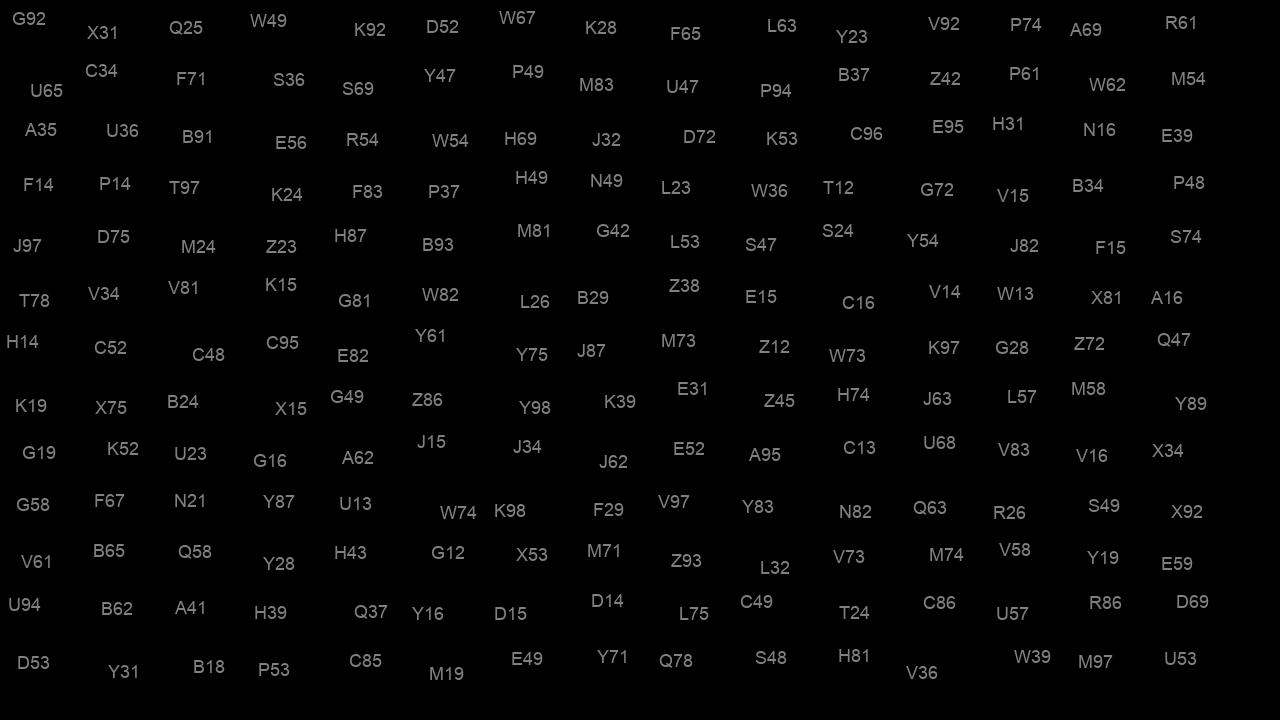 G92 X31 Q25 W49 K92 D52 W67 K28 F65 L63 Y23 V92 P74 A69 R61
U65 C34 F71 S36 S69 Y47 P49 M83 U47 P94 B37 Z42 P61 W62 M54
A35 U36 B91 E56 R54 W54 H69 J32 D72 K53 C96 E95 H31 N16 E39
F14 P14 T97 K24 F83 P37 H49 N49 L23 W36 T12 G72 V15 B34 P48
J97 D75 M24 Z23 H87 B93 M81 G42 L53 S47 S24 Y54 J82 F15 S74
T78 V34 V81 K15 G81 W82 L26 B29 Z38 E15 C16 V14 W13 X81 A16
H14 C52 C48 C95 E82 Y61 Y75 J87 M73 Z12 W73 K97 G28 Z72 Q47
K19 X75 B24 X15 G49 Z86 Y98 K39 E31 Z45 H74 J63 L57 M58 Y89
G19 K52 U23 G16 A62 J15 J34 J62 E52 A95 C13 U68 V83 V16 X34
G58 F67 N21 Y87 U13 W74 K98 F29 V97 Y83 N82 Q63 R26 S49 X92
V61 B65 Q58 Y28 H43 G12 X53 M71 Z93 L32 V73 M74 V58 Y19 E59
U94 B62 A41 H39 Q37 Y16 D15 D14 L75 C49 T24 C86 U57 R86 D69
D53 Y31 B18 P53 C85 M19 E49 Y71 Q78 S48 H81 V36 W39 M97 U53